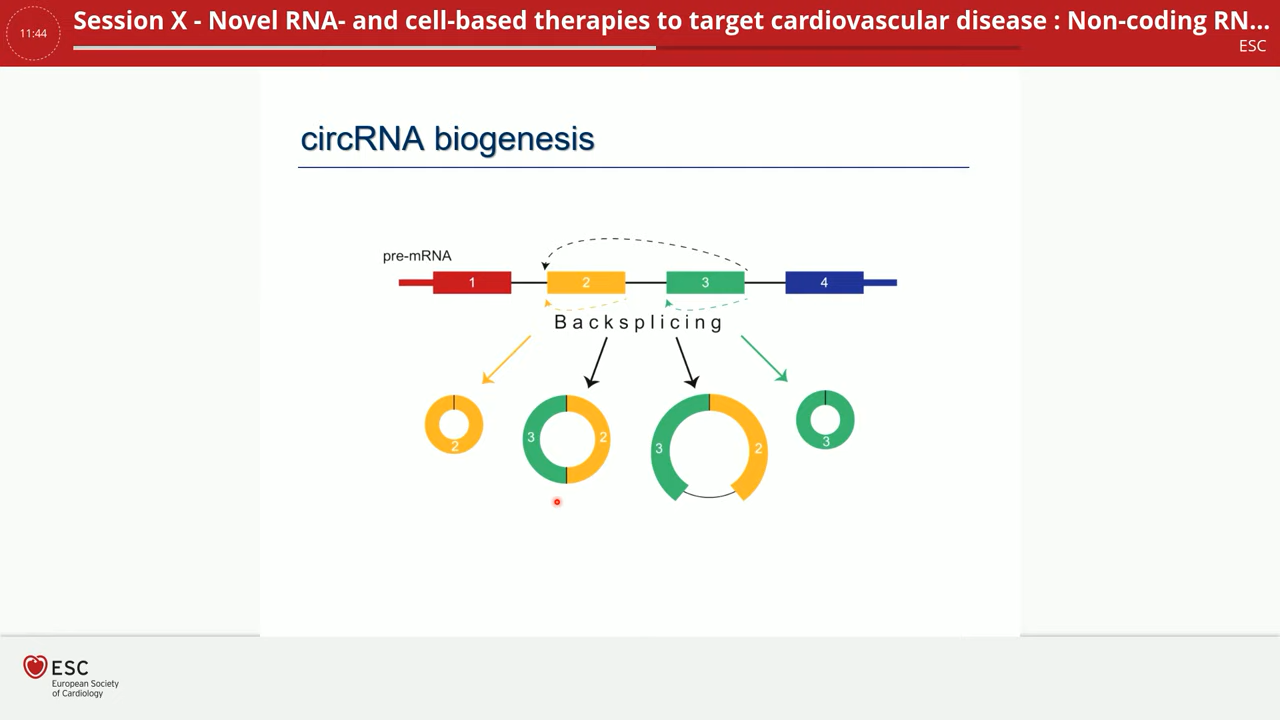 11:44
Session X - Novel RNA- and cell-based therapies to target cardiovascular disease : Non-coding RN...
ESC
circRNA biogenesis
pre-mRNA
1 2 3 4
Backsplicing
2 3 2 3 2 3
ESC
European Society
of Cardiology